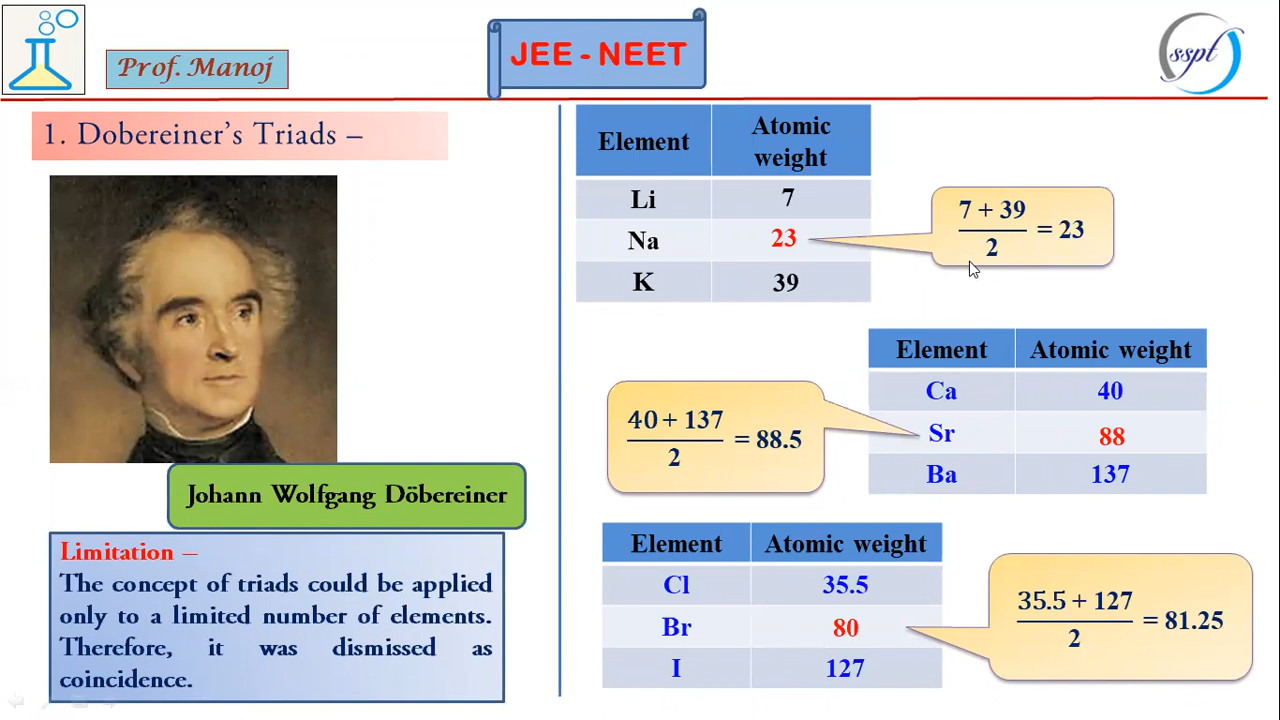 Prof. Manoj
JEE - NEET
sspt
1. Dobereiner's Triads –
Johann Wolfgang Döbereiner
Limitation –
The concept of triads could be applied
only to a limited number of elements.
Therefore, it was dismissed as
coincidence.
Element Atomic weight
Li 7
Na 23
K 39
7 + 39
2
= 23
Element Atomic weight
Ca 40
Sr 88
Ba 137
40 + 137
2
= 88.5
Element Atomic weight
Cl 35.5
Br 80
I 127
35.5 + 127
2
= 81.25